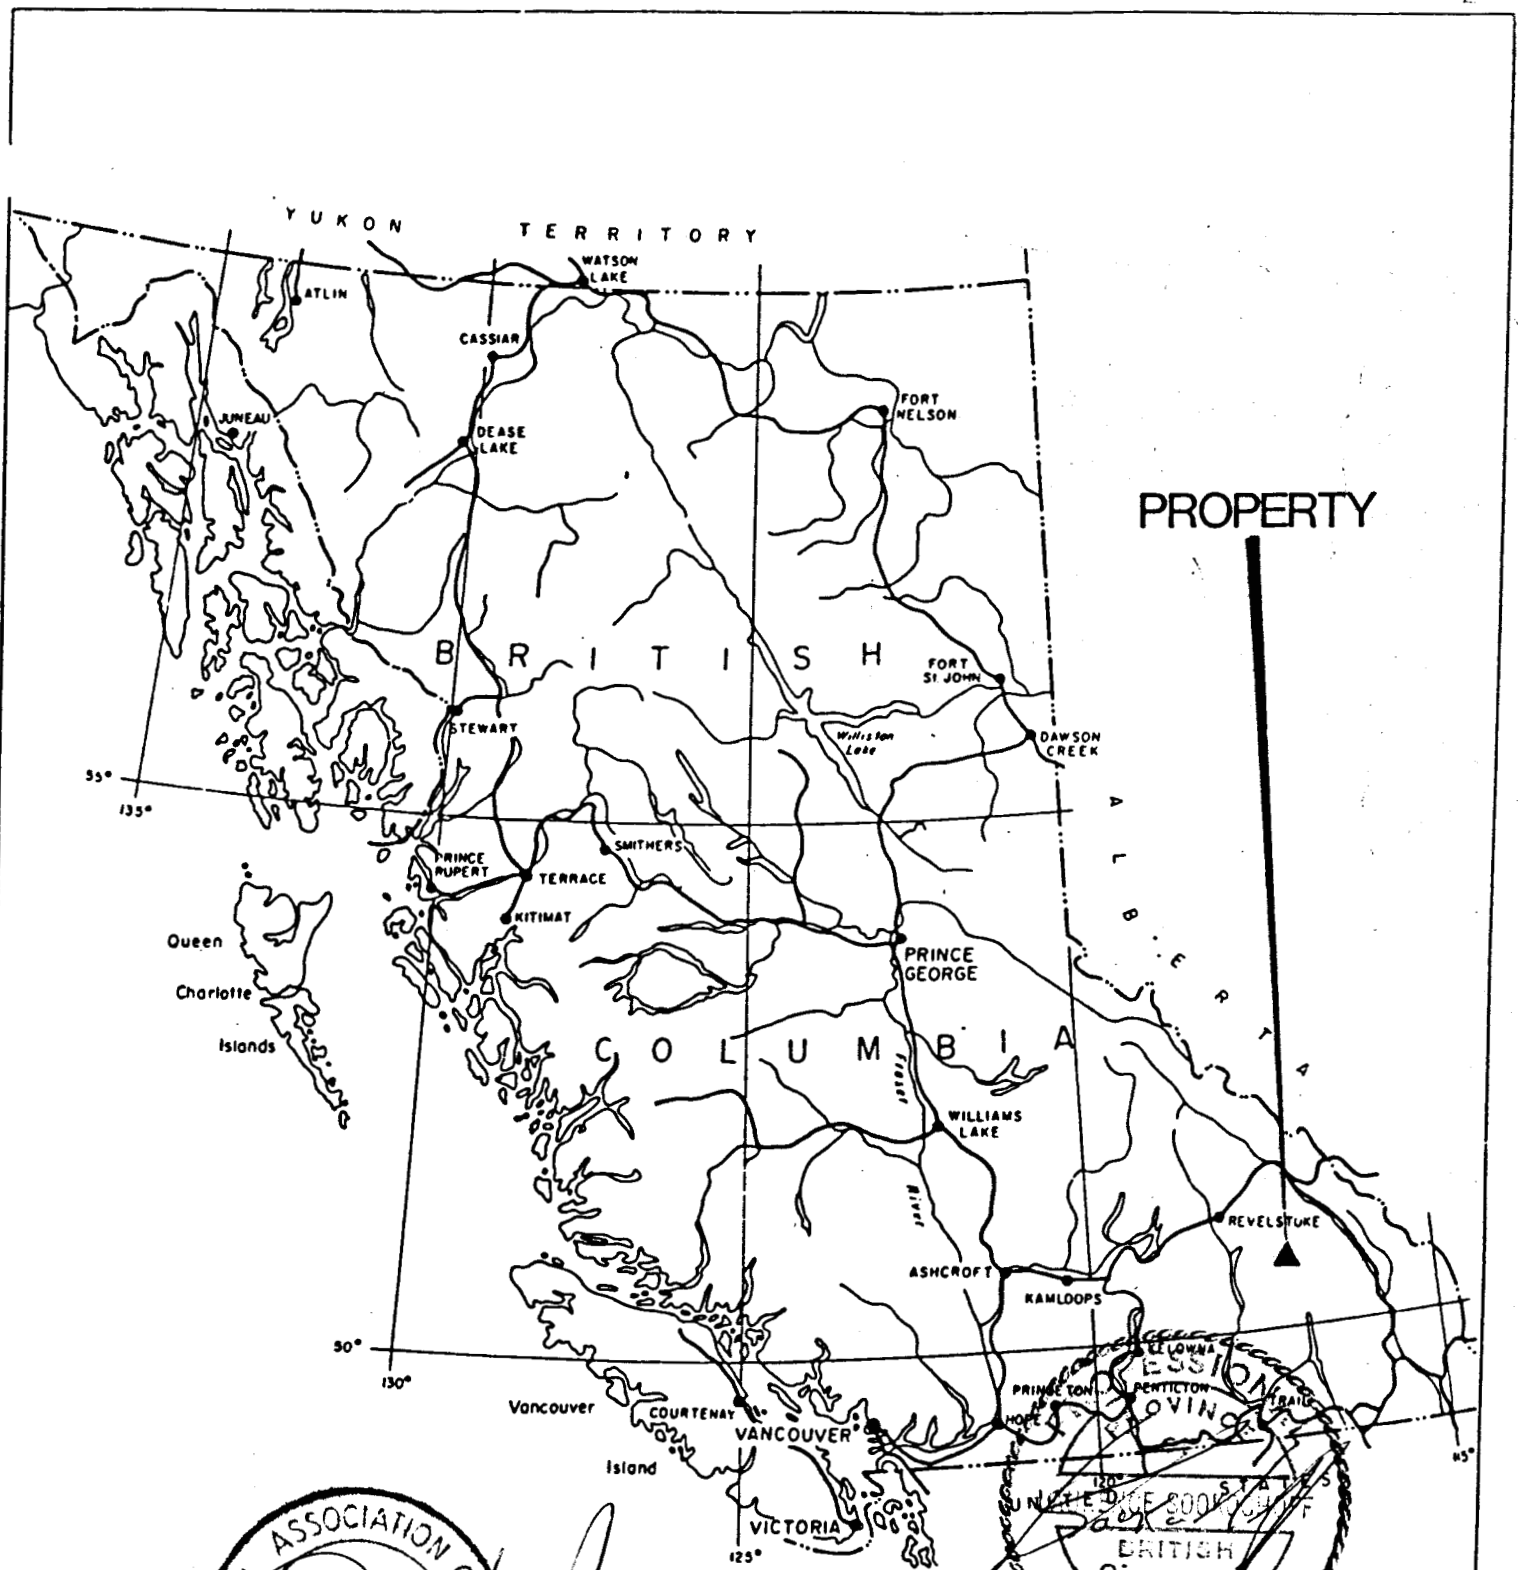 YUKON TERRITORY
WATSON
LAKE
ATLIN
CASSIAR
JUNEAU
FORT
NELSON
DEASE
LAKE
PROPERTY
BRITISH
FORT
St. JOHN
STEWART
Williston
Lake
DAWSON
CREEK
55°
135°
ALBERTA
SMITHERS
PRINCE
RUPERT
TERRACE
KITIMAT
Queen
Charlotte
Islands
PRINCE
GEORGE
COLUMBIA
Fraser
River
WILLIAMS
LAKE
REVELSTOKE
ASHCROFT
KAMLOOPS
50°
130°
KELOWNA
PRINCETON
PENTICTON
TRAIL
HOPE
Vancouver
Island
COURTENAY
VANCOUVER
VICTORIA
125°
120°
115°
UNITED STATES
ASSOCIATION
BRITISH